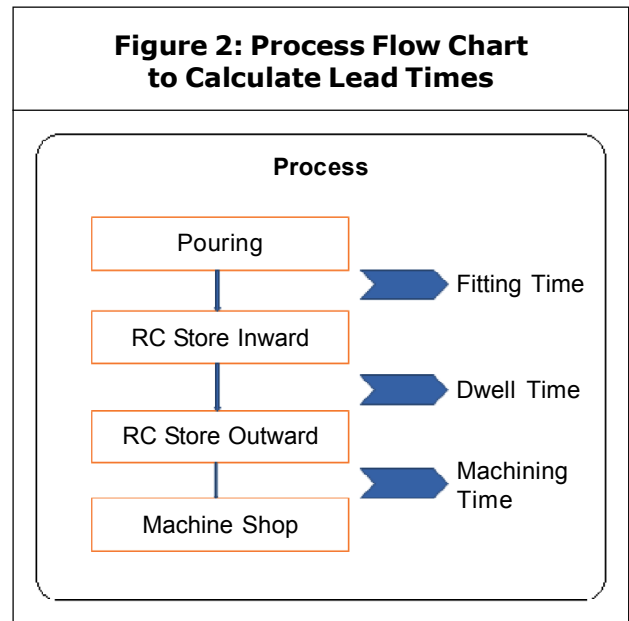 Figure 2: Process Flow Chart
to Calculate Lead Times
Process
Pouring
Fitting Time
RC Store Inward
Dwell Time
RC Store Outward
Machining
Time
Machine Shop